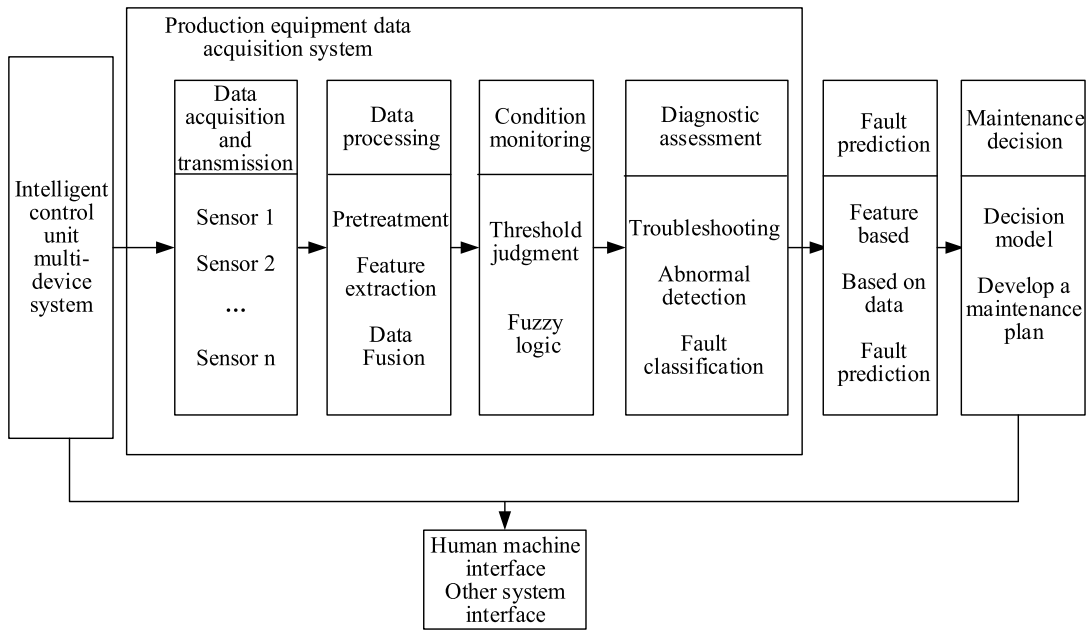 Production equipment data
acquisition system
Intelligent
control
unit
multi-
device
system
Data
acquisition
and
transmission
Sensor 1
Sensor 2
...
Sensor n
Data
processing
Pretreatment
Feature
extraction
Data
Fusion
Condition
monitoring
Threshold
judgment
Fuzzy
logic
Diagnostic
assessment
Troubleshooting
Abnormal
detection
Fault
classification
Fault
prediction
Feature
based
Based on
data
Fault
prediction
Maintenance
decision
Decision
model
Develop a
maintenance
plan
Human machine
interface
Other system
interface